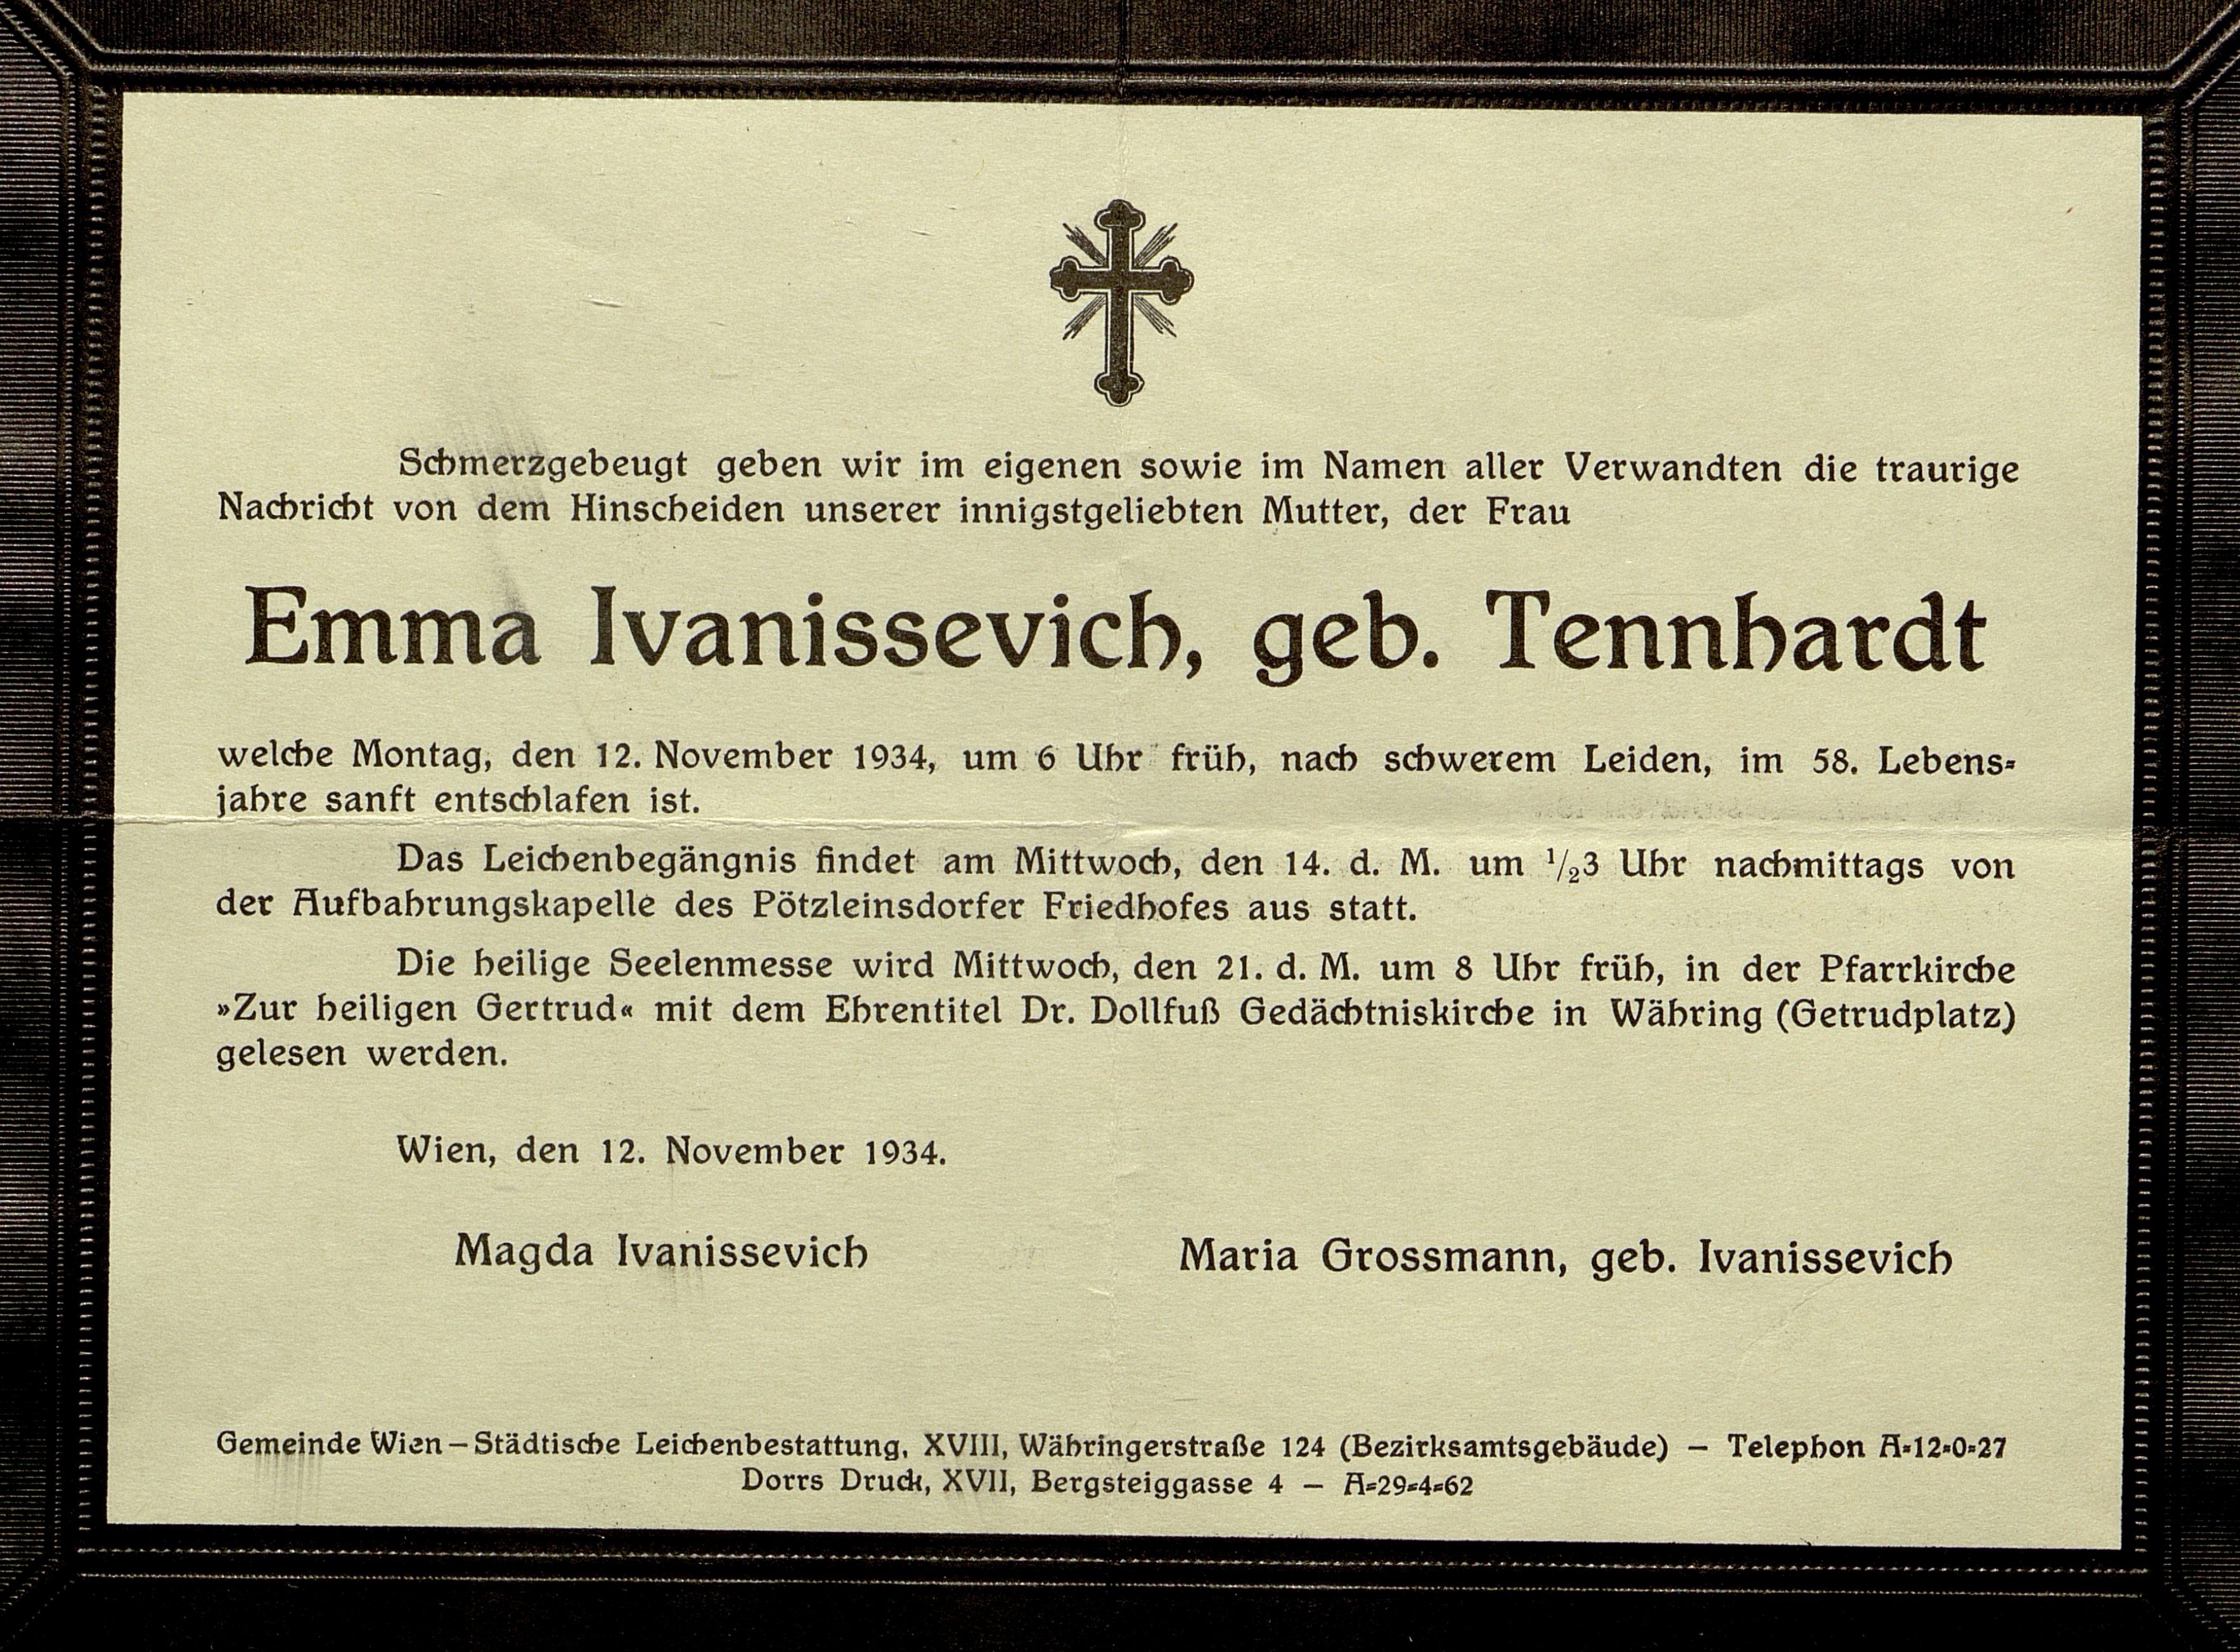 Schmerzgebeugt geben wir im eigenen sowie im Namen aller Verwandten die traurige
Nachricht von dem Hinscheiden unserer innigstgeliebten Mutter, der Frau
Emma Ivanissevich, geb. Tennhardt
welche Montag, den 12. November 1934, um 6 Uhr früh, nach schwerem Leiden, im 58. Lebens-
jahre sanft entschlafen ist.
Das Leichenbegängnis findet am Mittwoch, den 14. d. M. um 1/23 Uhr nachmittags von
der Aufbahrungskapelle des Pötzleinsdorfer Friedhofes aus statt.
Die heilige Seelenmesse wird Mittwoch, den 21. d. M. um 8 Uhr früh, in der Pfarrkirche
»Zur heiligen Gertrud« mit dem Ehrentitel Dr. Dollfuß Gedächtniskirche in Währing (Getrudplatz)
gelesen werden.
Wien, den 12. November 1934.
Magda Ivanissevich Maria Grossmann, geb. Ivanissevich
Gemeinde Wien – Städtische Leichenbestattung, XVIII, Währingerstraße 124 (Bezirksamtsgebäude) – Telephon A-12-0-27
Dorrs Druck, XVII, Bergsteiggasse 4 – A-29-4-62